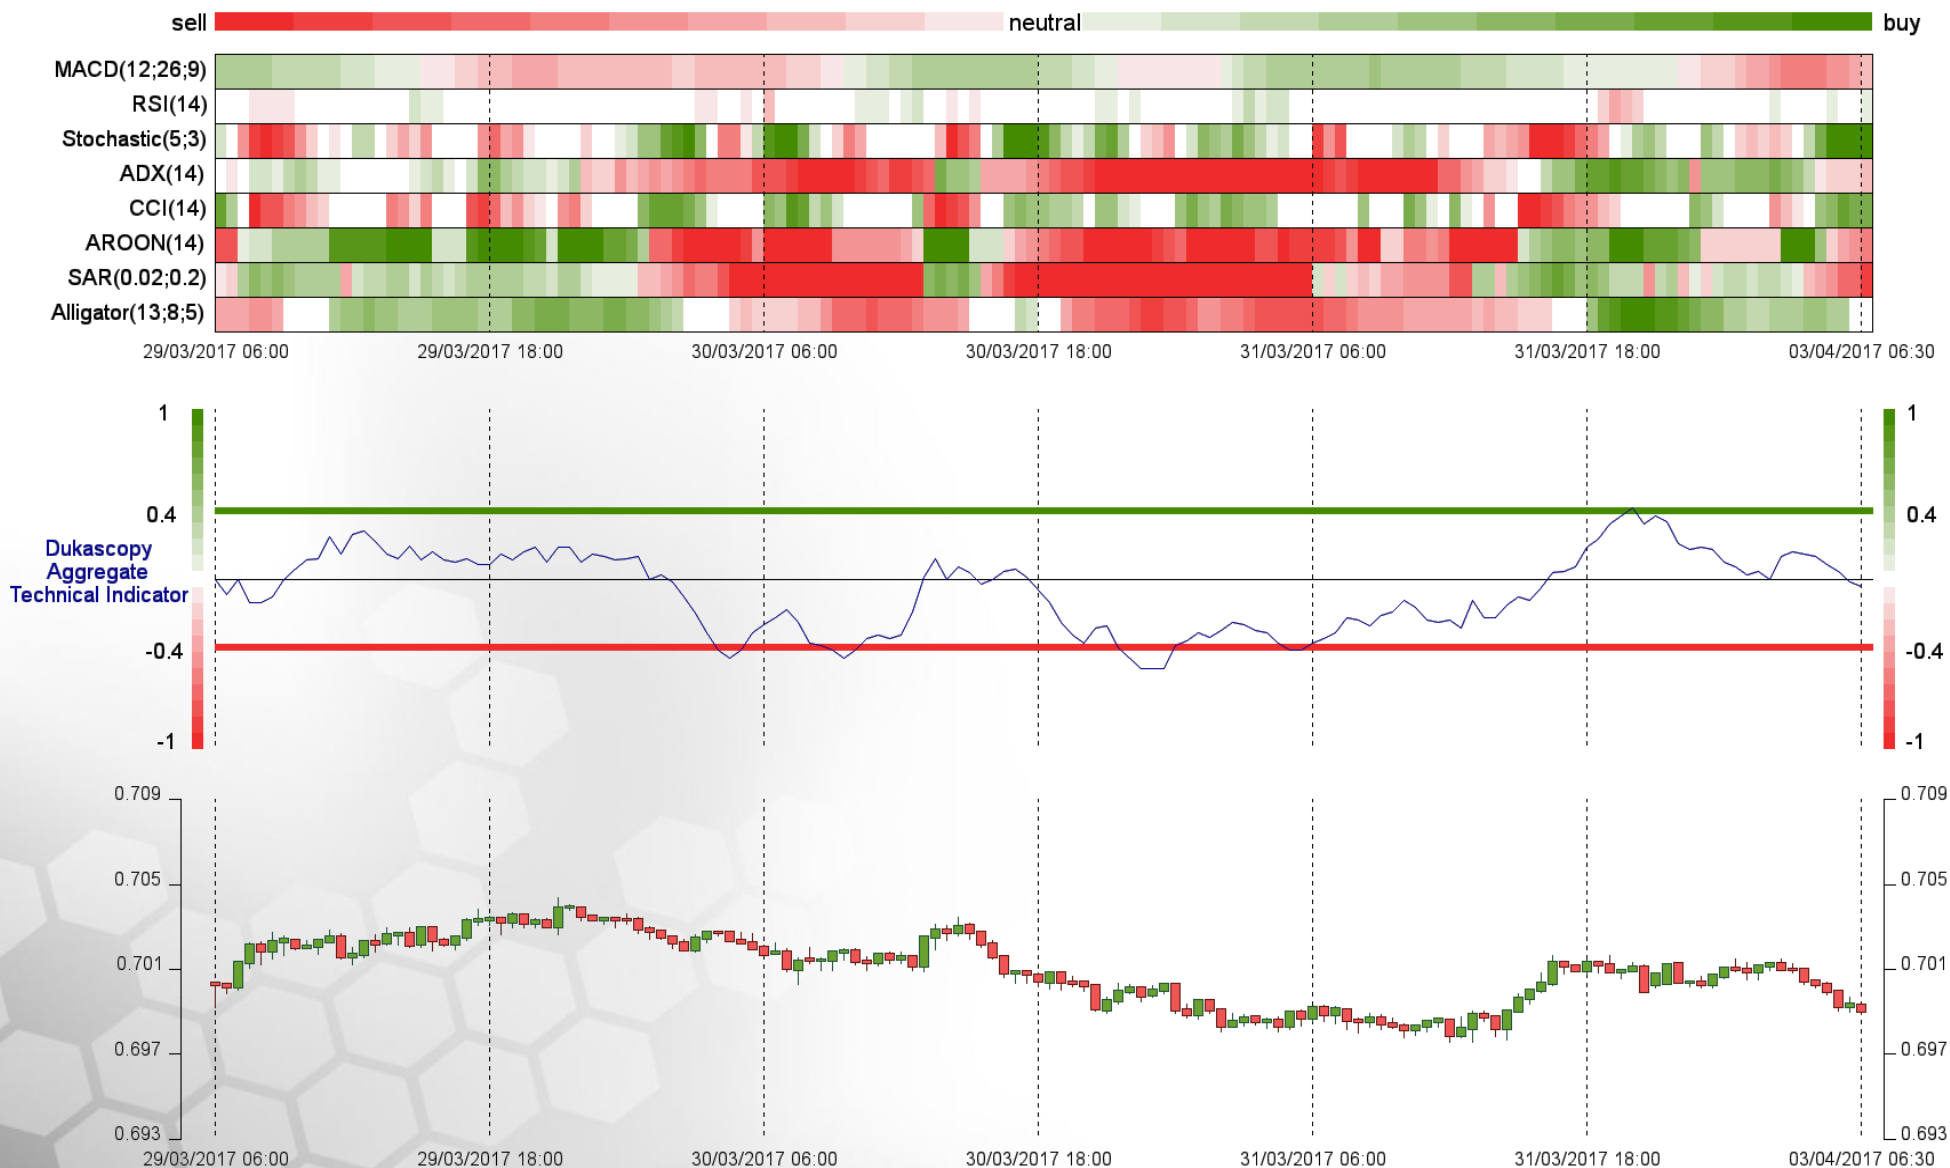 sell neutral buy
MACD(12;26;9)
RSI(14)
Stochastic(5;3)
ADX(14)
CCI(14)
AROON(14)
SAR(0.02;0.2)
Alligator(13;8;5)
29/03/2017 06:00 29/03/2017 18:00 30/03/2017 06:00 30/03/2017 18:00 31/03/2017 06:00 31/03/2017 18:00 03/04/2017 06:30
1 1
0.4 0.4
Dukascopy
Aggregate
Technical Indicator
-0.4 -0.4
-1 -1
0.709 0.709
0.705 0.705
0.701 0.701
0.697 0.697
0.693 0.693
29/03/2017 06:00 29/03/2017 18:00 30/03/2017 06:00 30/03/2017 18:00 31/03/2017 06:00 31/03/2017 18:00 03/04/2017 06:30